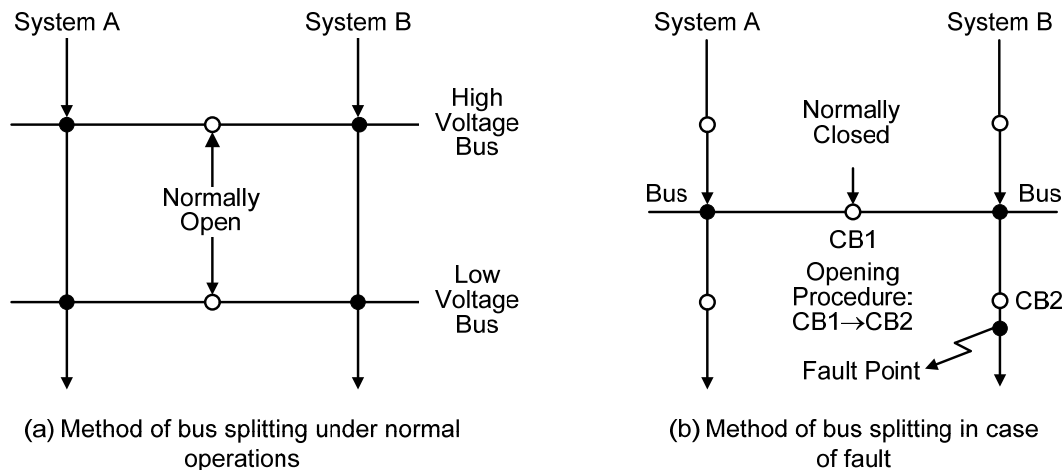 System A
System B
High
Voltage
Bus
Normally
Open
Low
Voltage
Bus
(a) Method of bus splitting under normal
operations
System A
System B
Normally
Closed
Bus
Bus
CB1
Opening
Procedure:
CB1→CB2
CB2
Fault Point
(b) Method of bus splitting in case
of fault